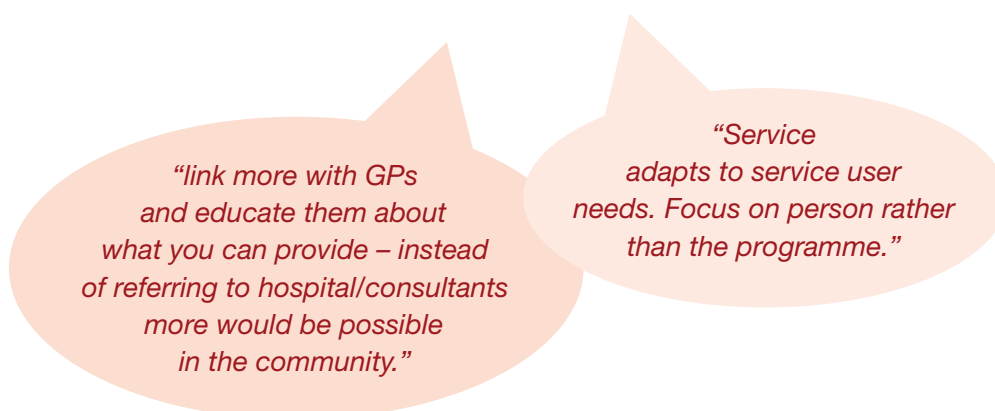 “link more with GPs
and educate them about
what you can provide – instead
of referring to hospital/consultants
more would be possible
in the community.”
“Service
adapts to service user
needs. Focus on person rather
than the programme.”